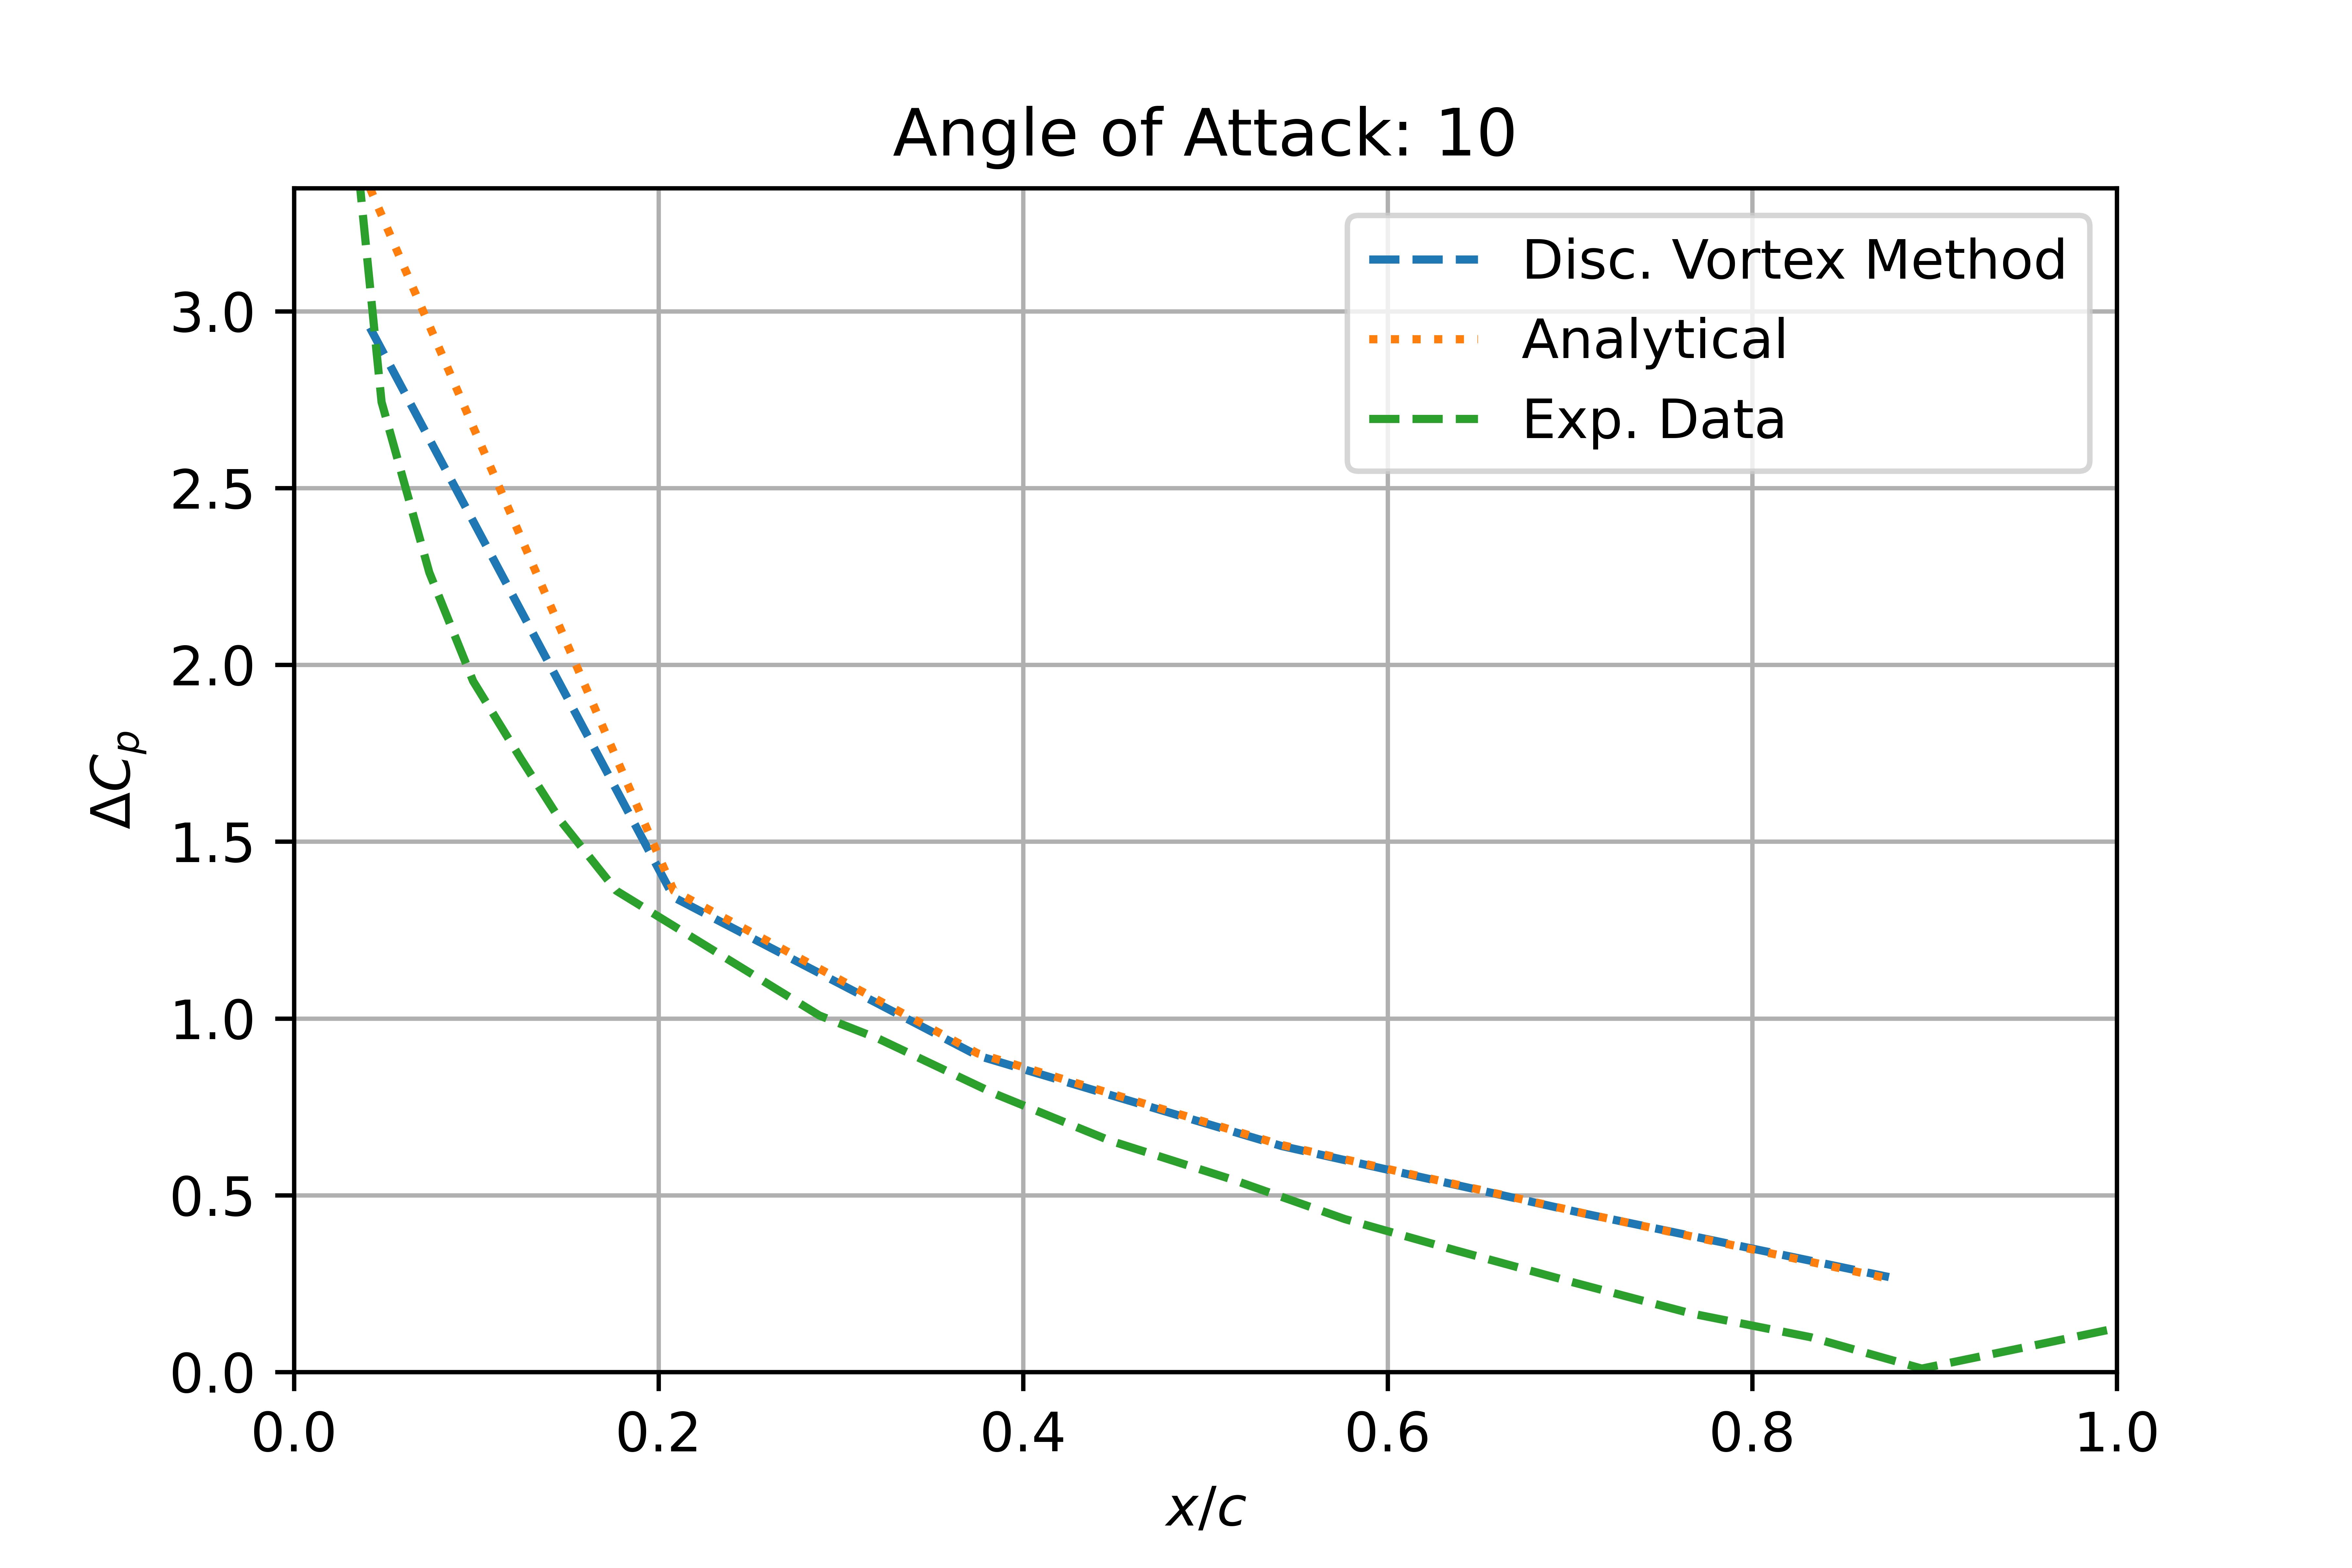 Angle of Attack: 10
Disc. Vortex Method
Analytical
Exp. Data
3.0
2.5
2.0
1.5
1.0
0.5
0.0
ΔCp
0.0 0.2 0.4 0.6 0.8 1.0
x/c